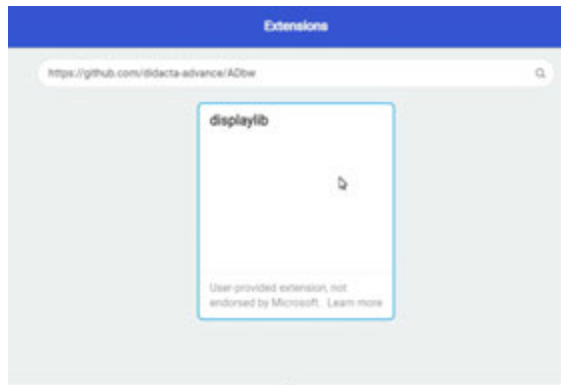 Extensions
https://github.com/didacta-advance/ADbw
displaylib
User-provided extension, not
endorsed by Microsoft. Learn more